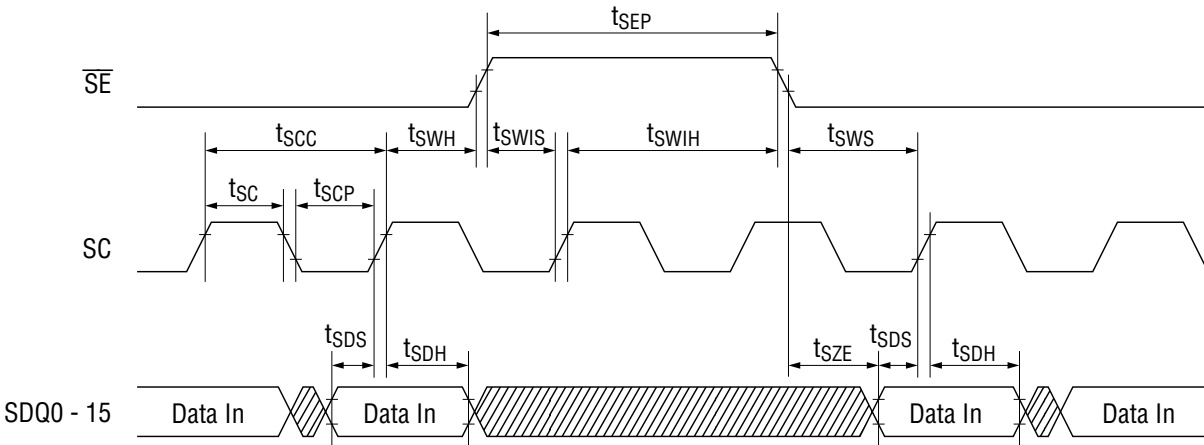 tSEP
SE
tSCC tSWH tSWIS tSWIH tSWS
tSC tSCP
SC
tSDS tSDH tSZE tSDS tSDH
SDQ0 - 15 Data In Data In Data In Data In